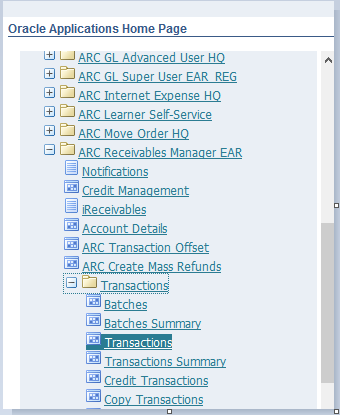 Oracle Applications Home Page
ARC GL Advanced User HQ
ARC GL Super User EAR_REG
ARC Internet Expense HQ
ARC Learner Self-Service
ARC Move Order HQ
ARC Receivables Manager EAR
Notifications
Credit Management
iReceivables
Account Details
ARC Transaction Offset
ARC Create Mass Refunds
Transactions
Batches
Batches Summary
Transactions
Transactions Summary
Credit Transactions
Copy Transactions